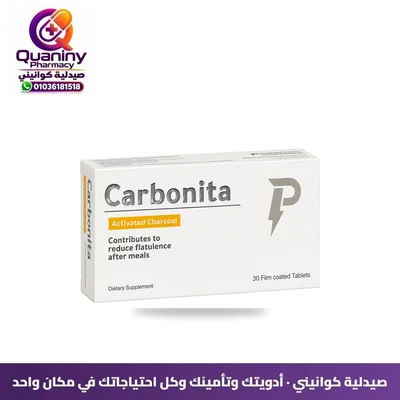 Quaniny
Pharmacy
صيدلية كوانيني
01036181518
Carbonita
Activated Charcoal
Contributes to
reduce flatulence
after meals
Dietary Supplement
30 Film coated Tablets
Carbonita
صيدلية كوانيني · أدويتك وتأمينك وكل احتياجاتك في مكان واحد